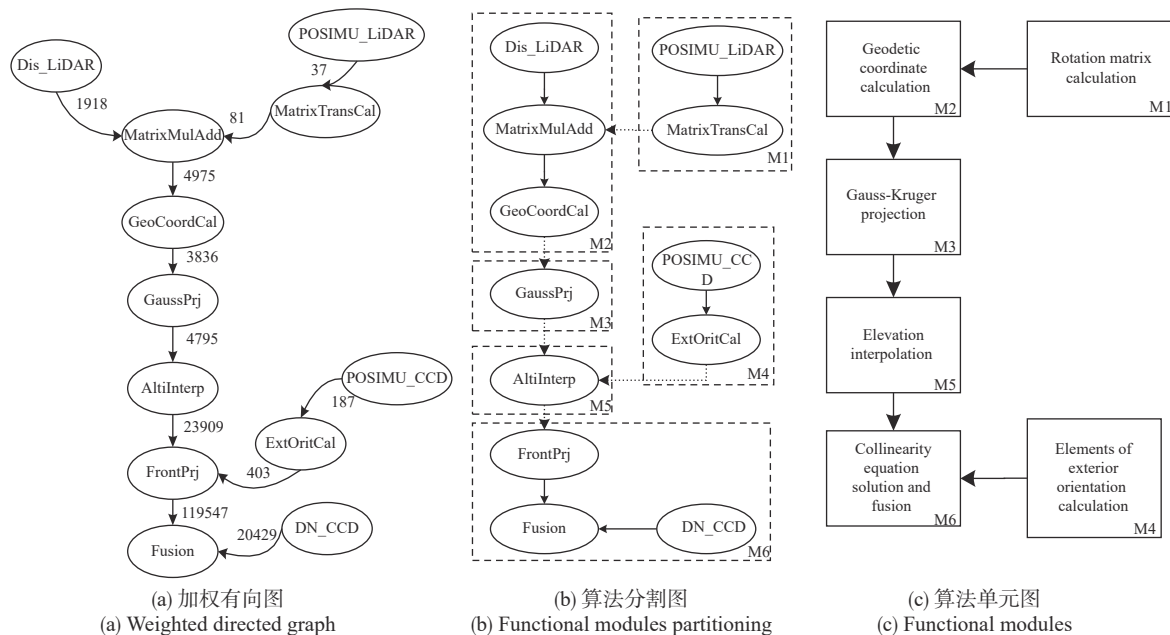 POSIMU_LiDAR
Dis_LiDAR
37
1918
MatrixTransCal
81
MatrixMulAdd
4975
GeoCoordCal
3836
GaussPrj
4795
AltiInterp
POSIMU_CCD
187
23909
ExtOritCal
FrontPrj
403
119547
DN_CCD
20429
Fusion
(a) 加权有向图
(a) Weighted directed graph
Dis_LiDAR
POSIMU_LiDAR
MatrixMulAdd
MatrixTransCal
M1
GeoCoordCal
M2
POSIMU_CC
D
GaussPrj
M3
ExtOritCal
M4
AltiInterp
M5
FrontPrj
Fusion
DN_CCD
M6
(b) 算法分割图
(b) Functional modules partitioning
Geodetic
coordinate
calculation
M2
Rotation matrix
calculation
M1
Gauss-Kruger
projection
M3
Elevation
interpolation
M5
Collinearity
equation
solution and
fusion
M6
Elements of
exterior
orientation
calculation
M4
(c) 算法单元图
(c) Functional modules